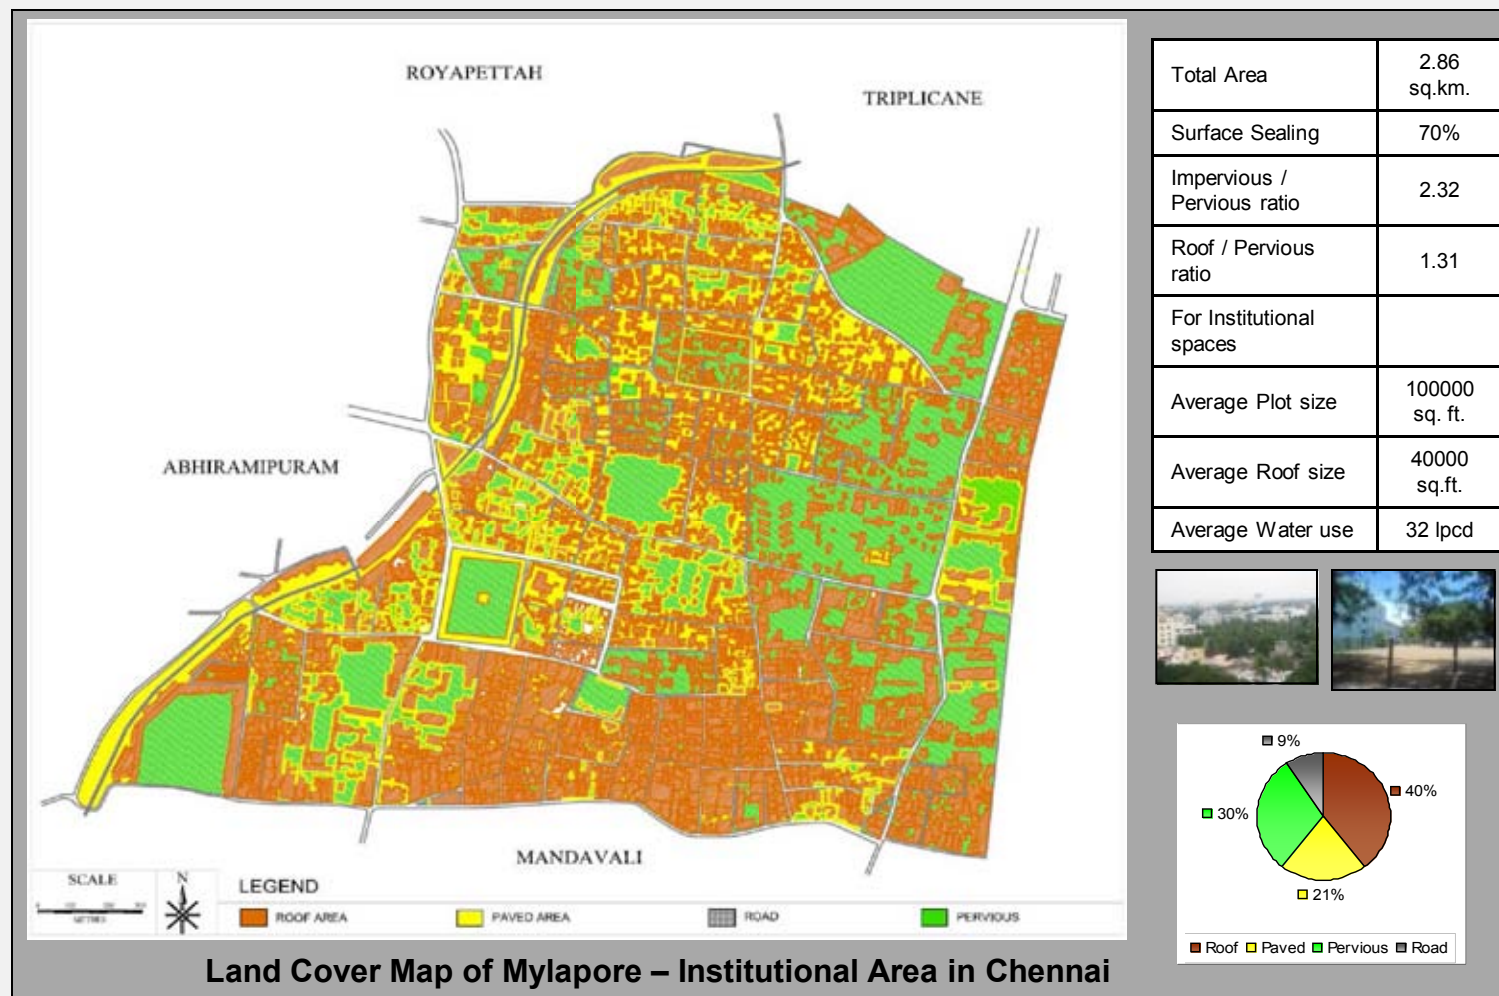 ROYAPETTAH
TRIPLICANE
ABHIRAMIPURAM
MANDAVALI
SCALE
METRES
N
LEGEND
ROOF AREA
PAVED AREA
ROAD
PERVIOUS
Land Cover Map of Mylapore – Institutional Area in Chennai
Total Area
2.86
sq.km.
Surface Sealing
70%
Impervious /
Pervious ratio
2.32
Roof / Pervious
ratio
1.31
For Institutional
spaces
Average Plot size
100000
sq. ft.
Average Roof size
40000
sq.ft.
Average Water use
32 lpcd
9%
40%
30%
21%
Roof Paved Pervious Road